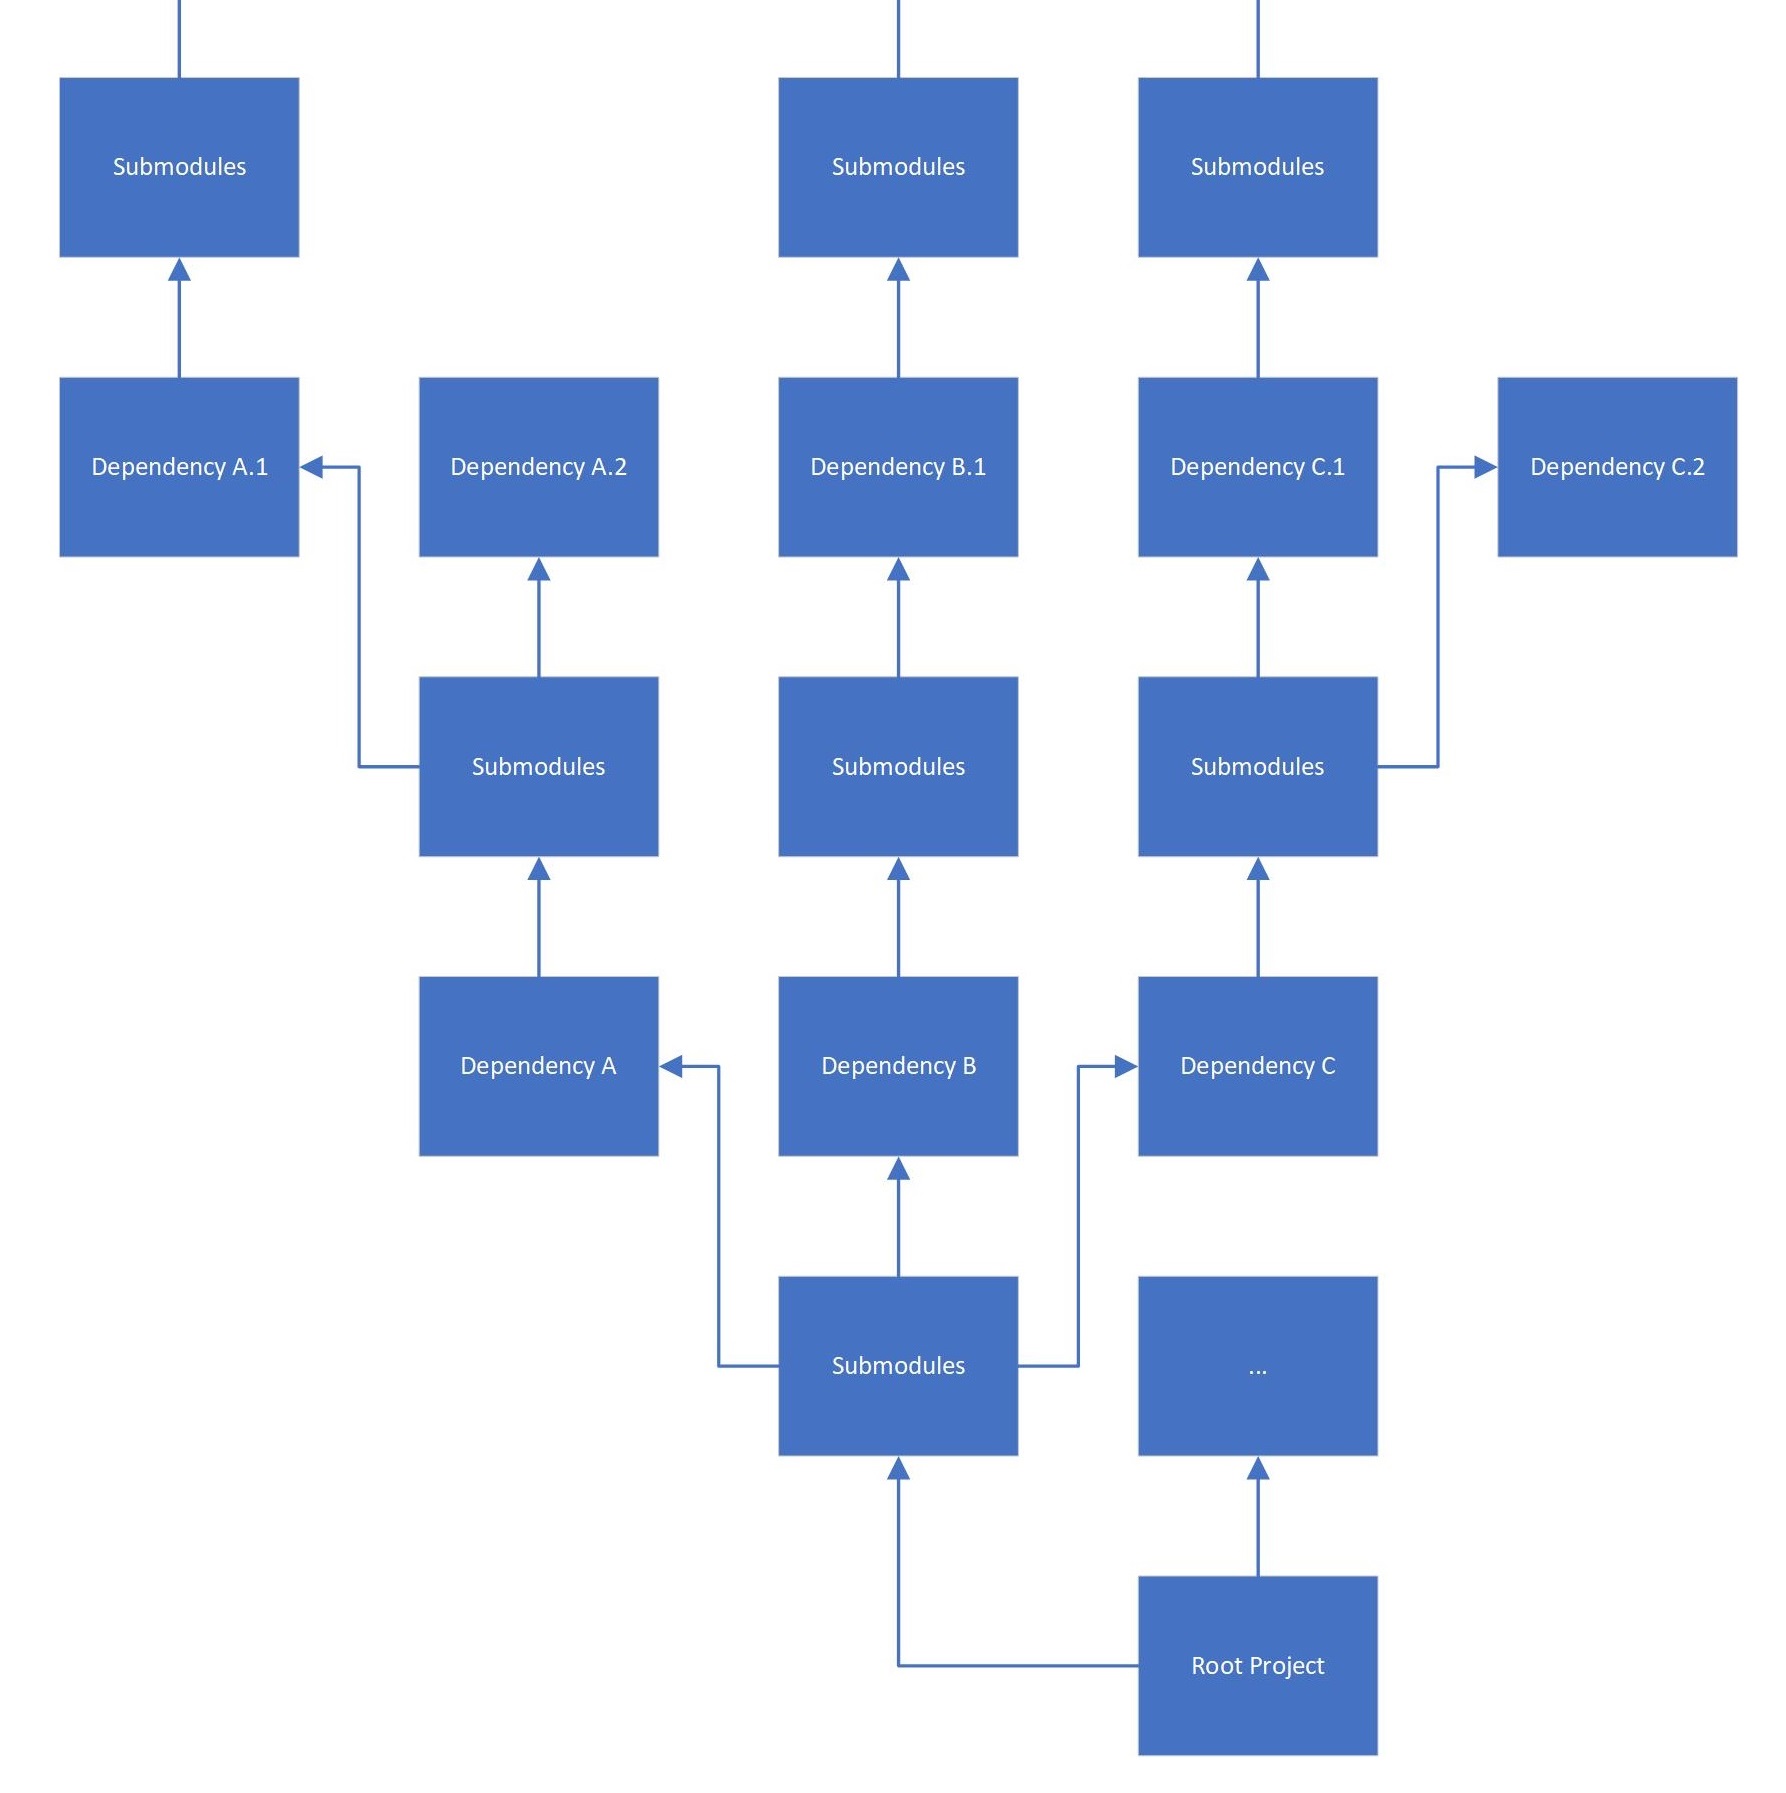 Submodules
Submodules
Submodules
Dependency A.1
Dependency A.2
Dependency B.1
Dependency C.1
Dependency C.2
Submodules
Submodules
Submodules
Dependency A
Dependency B
Dependency C
Submodules
...
Root Project